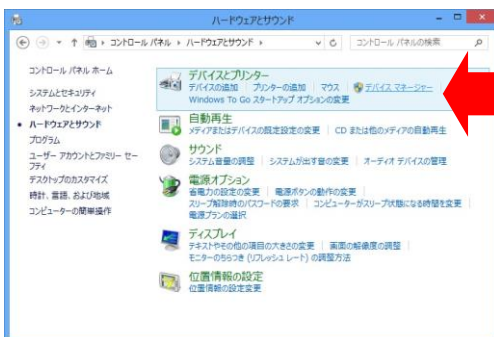 ハードウェアとサウンド
コントロール パネル ▸ ハードウェアとサウンド ▸
コントロール パネルの検索
コントロール パネル ホーム
システムとセキュリティ
ネットワークとインターネット
ハードウェアとサウンド
プログラム
ユーザー アカウントとファミリー セー
フティ
デスクトップのカスタマイズ
時計、言語、および地域
コンピューターの簡単操作
デバイスとプリンター
デバイスの追加 | プリンターの追加 | マウス | デバイス マネージャー
Windows To Go スタートアップ オプションの変更
自動再生
メディアまたはデバイスの既定設定の変更 | CD または他のメディアの自動再生
サウンド
システム音量の調整 | システムが出す音の変更 | オーディオ デバイスの管理
電源オプション
省電力の設定の変更 | 電源ボタンの動作の変更
スリープ解除時のパスワードの要求 | コンピューターがスリープ状態になる時間を変更
電源プランの選択
ディスプレイ
テキストやその他の項目の大きさの変更 | 画面の解像度の調整
モニターのちらつき (リフレッシュ レート) の調整方法
位置情報の設定
位置情報の設定変更